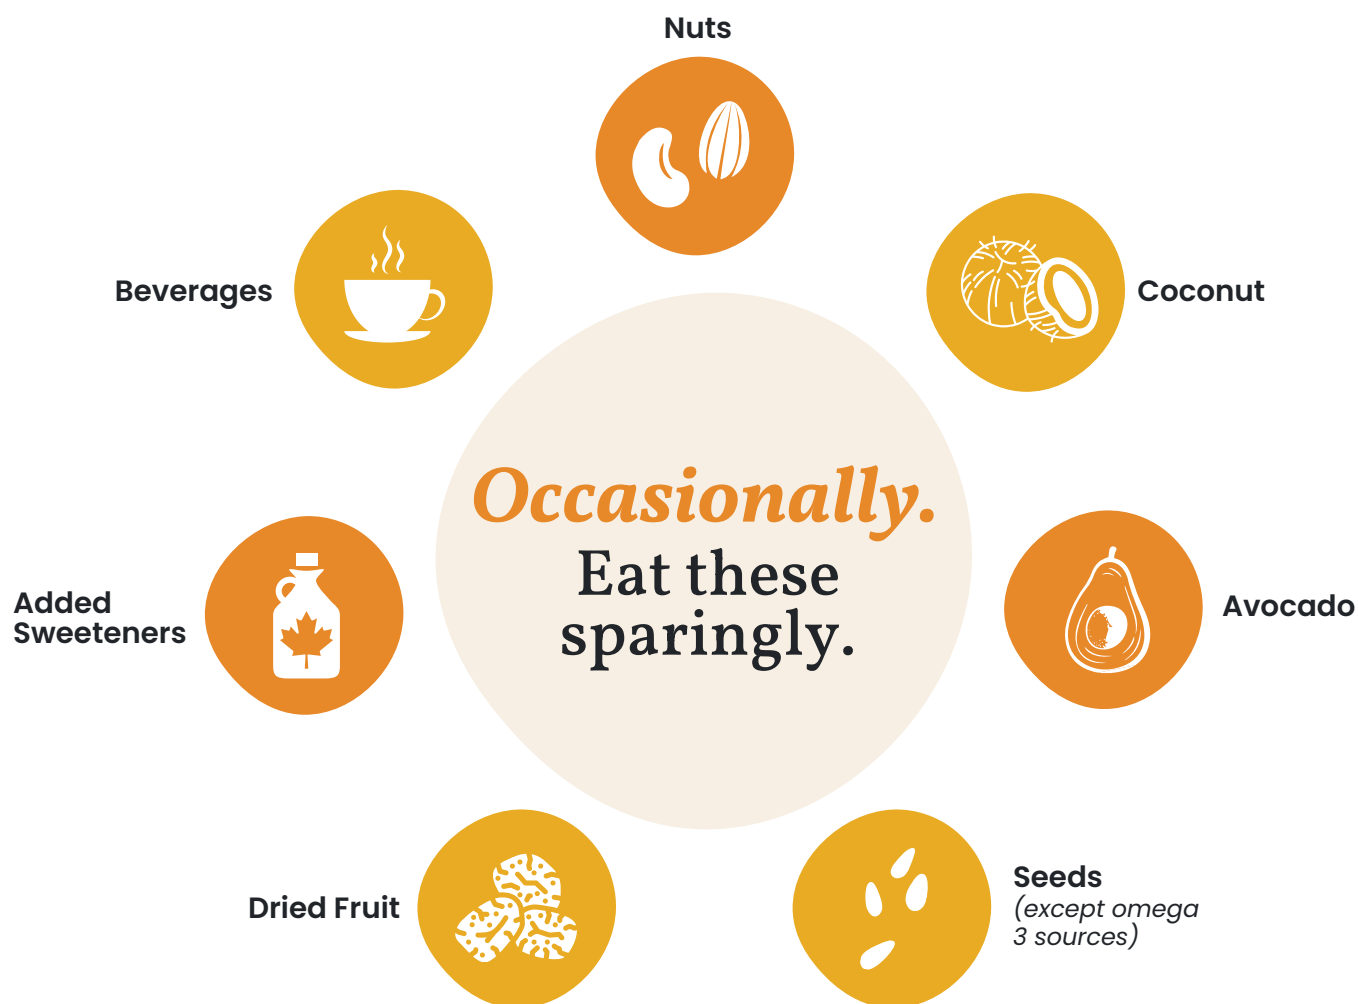 Nuts
Beverages
Coconut
Occasionally.
Eat these
sparingly.
Added
Sweeteners
Avocado
Dried Fruit
Seeds
(except omega
3 sources)